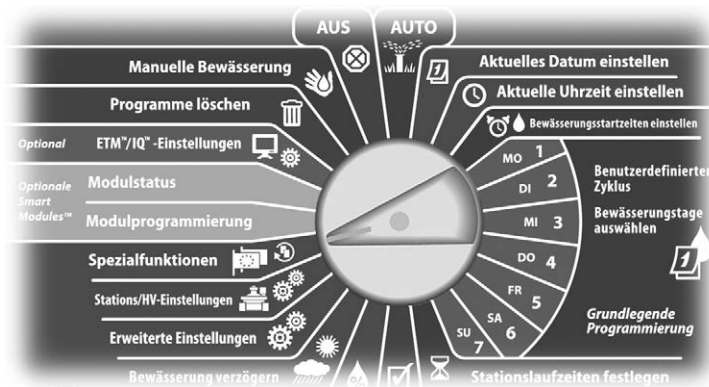 AUS
AUTO
Manuelle Bewässerung
Programme löschen
Optional
ETM™/IQ™ -Einstellungen
Optionale
Smart
Modules™
Modulstatus
Modulprogrammierung
Spezialfunktionen
Stations/HV-Einstellungen
Erweiterte Einstellungen
Bewässerung verzögern
Aktuelles Datum einstellen
Aktuelle Uhrzeit einstellen
Bewässerungsstartzeiten einstellen
MO 1
DI 2
MI 3
DO 4
FR 5
SA 6
SU 7
Benutzerdefinierter
Zyklus
Bewässerungstage
auswählen
1
1
%
Grundlegende
Programmierung
Stationslaufzeiten festlegen